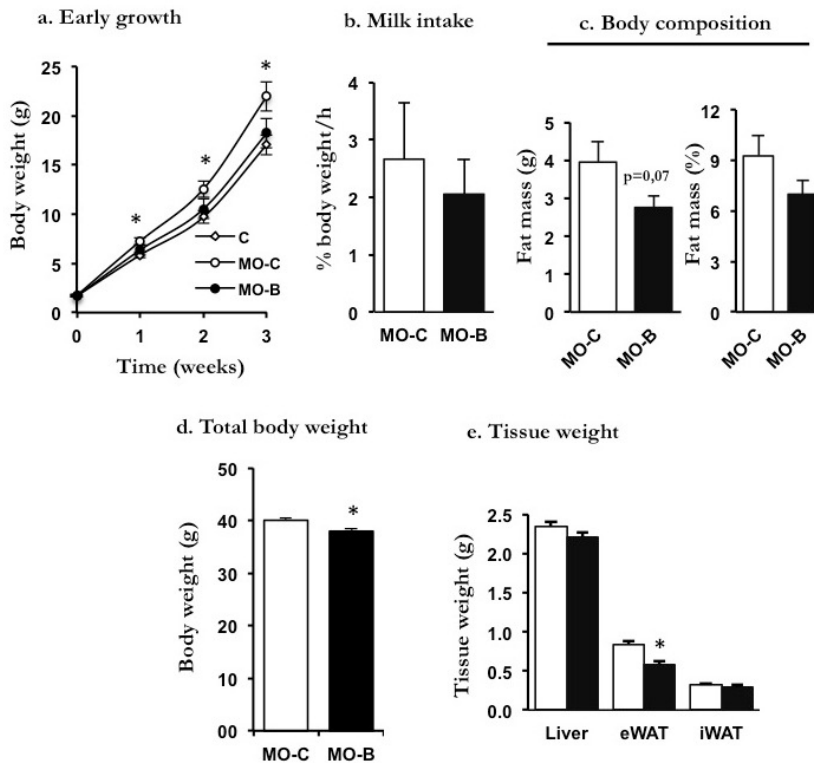 a. Early growth
Body weight (g)
25
20
15
10
5
0
*
*
*
C
MO-C
MO-B
0
1
2
3
Time (weeks)
b. Milk intake
% body weight/h
4
3
2
1
0
MO-C
MO-B
c. Body composition
Fat mass (g)
5
4
3
2
1
0
p=0,07
MO-C
MO-B
Fat mass (%)
12
9
6
3
0
MO-C
MO-B
d. Total body weight
Body weight (g)
50
40
30
40
30
00
*
MO-C
MO-B
e. Tissue weight
Tissue weight (g)
2.5
2.0
1.5
1.0
0.5
0.0
*
Liver
eWAT
iWAT